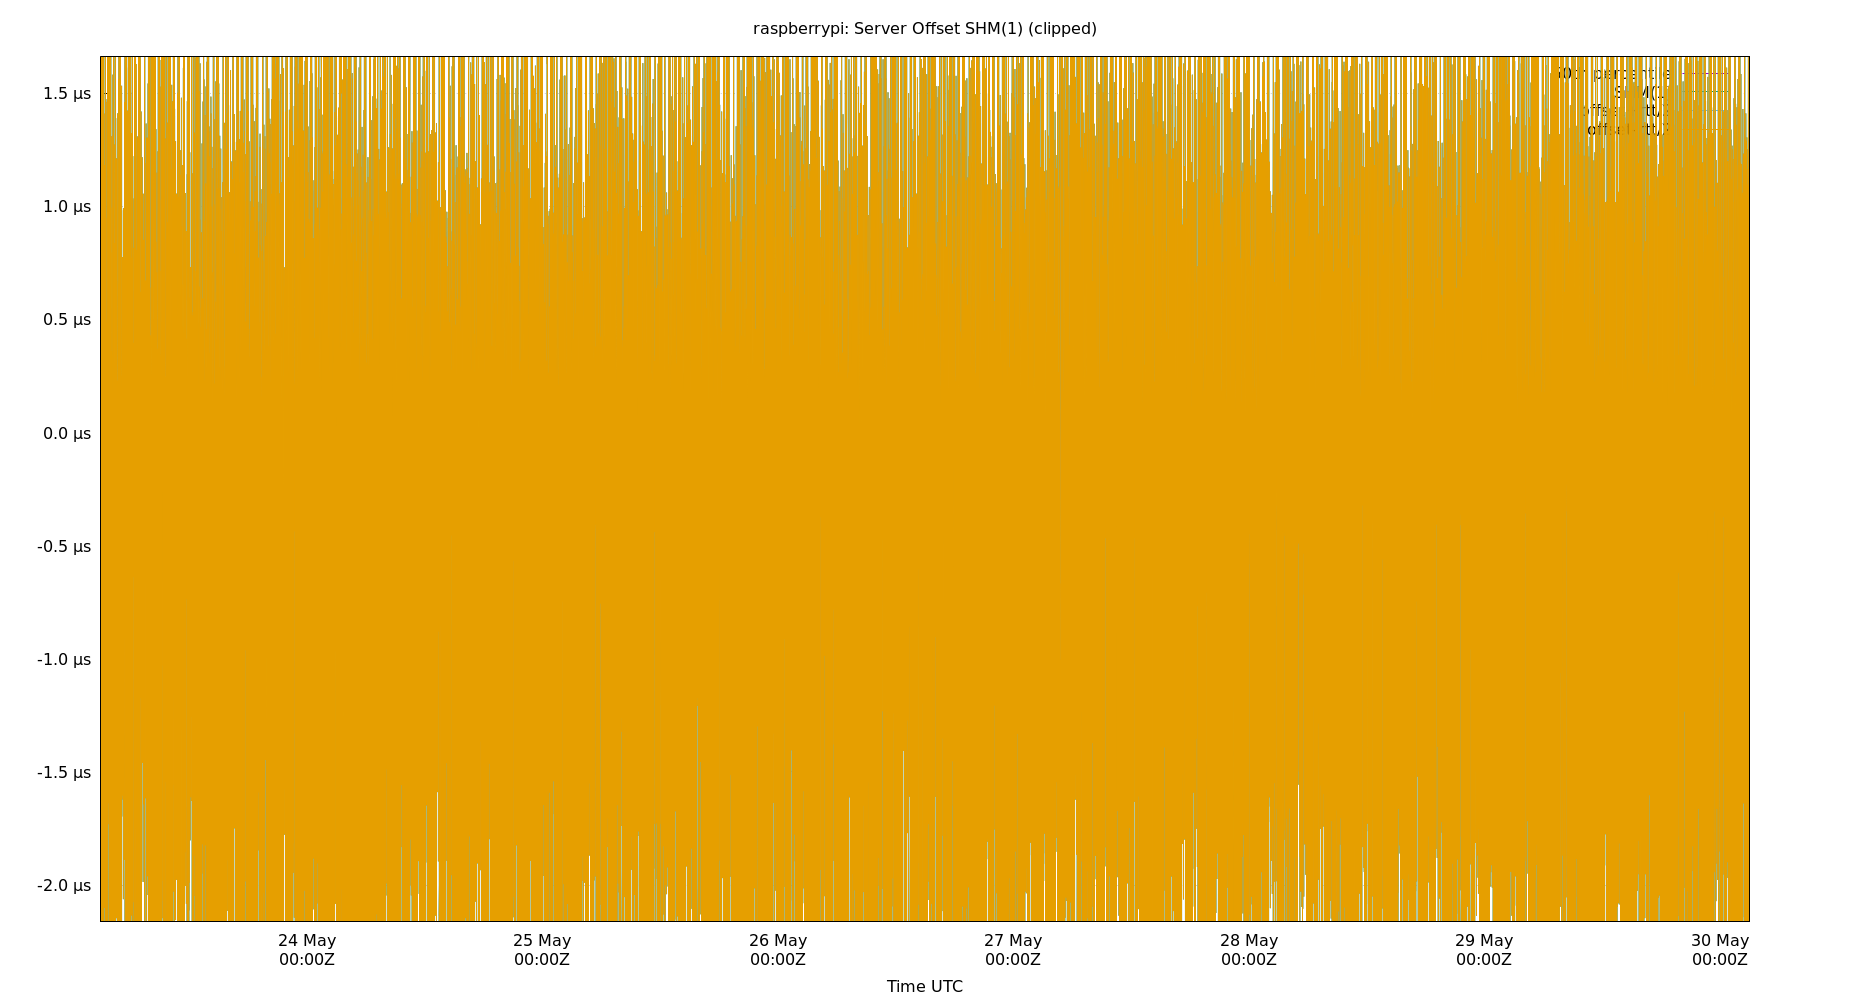 raspberrypi: Server Offset SHM(1) (clipped)
1.5 µs
1.0 µs
0.5 µs
0.0 µs
-0.5 µs
-1.0 µs
-1.5 µs
-2.0 µs
24 May 25 May 26 May 27 May 28 May 29 May 30 May
00:00Z 00:00Z 00:00Z 00:00Z 00:00Z 00:00Z 00:00Z
Time UTC